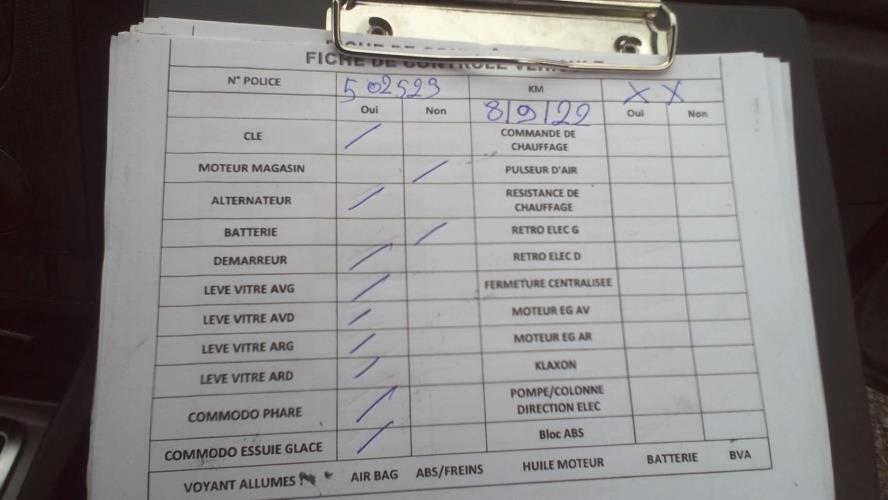 FICHE DE CONTRÔLE VEHICULE
N° POLICE 502523 KM X X
Oui Non 8/9/22 Oui Non
CLE / COMMANDE DE CHAUFFAGE
MOTEUR MAGASIN / PULSEUR D'AIR
ALTERNATEUR / RESISTANCE DE CHAUFFAGE
BATTERIE / RETRO ELEC G
DEMARREUR / RETRO ELEC D
LEVE VITRE AVG / FERMETURE CENTRALISEE
LEVE VITRE AVD / MOTEUR EG AV
LEVE VITRE ARG / MOTEUR EG AR
LEVE VITRE ARD / KLAXON
COMMODO PHARE / POMPE/COLONNE DIRECTION ELEC
COMMODO ESSUIE GLACE / Bloc ABS
VOYANT ALLUMES : AIR BAG ABS/FREINS HUILE MOTEUR BATTERIE BVA